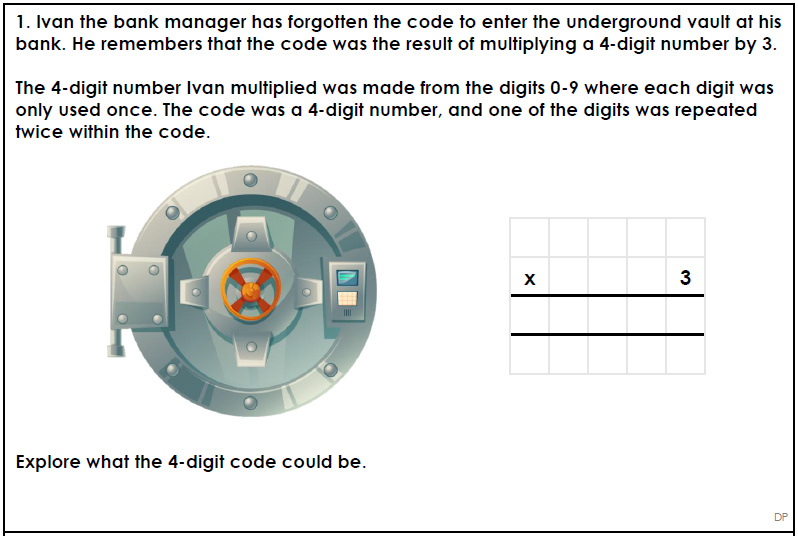 1. Ivan the bank manager has forgotten the code to enter the underground vault at his
bank. He remembers that the code was the result of multiplying a 4-digit number by 3.
The 4-digit number Ivan multiplied was made from the digits 0-9 where each digit was
only used once. The code was a 4-digit number, and one of the digits was repeated
twice within the code.
x 3
Explore what the 4-digit code could be.
DP